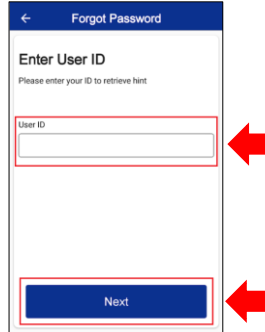 Forgot Password
Enter User ID
Please enter your ID to retrieve hint
User ID
Next